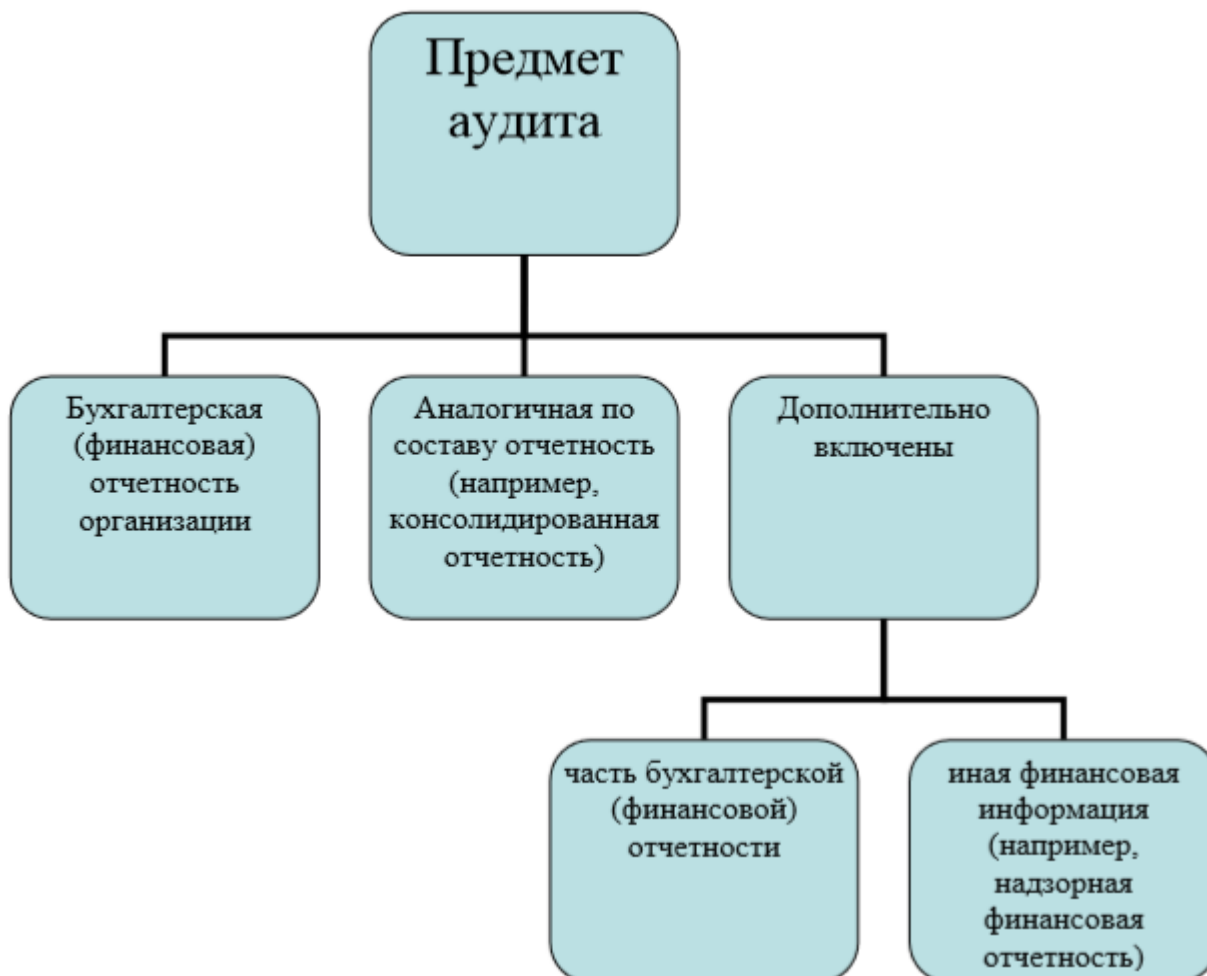 Предмет
аудита
Бухгалтерская
(финансовая)
отчетность
организации
Аналогичная по
составу отчетность
(например,
консолидированная
отчетность)
Дополнительно
включены
часть бухгалтерской
(финансовой)
отчетности
иная финансовая
информация
(например,
надзорная
финансовая
отчетность)